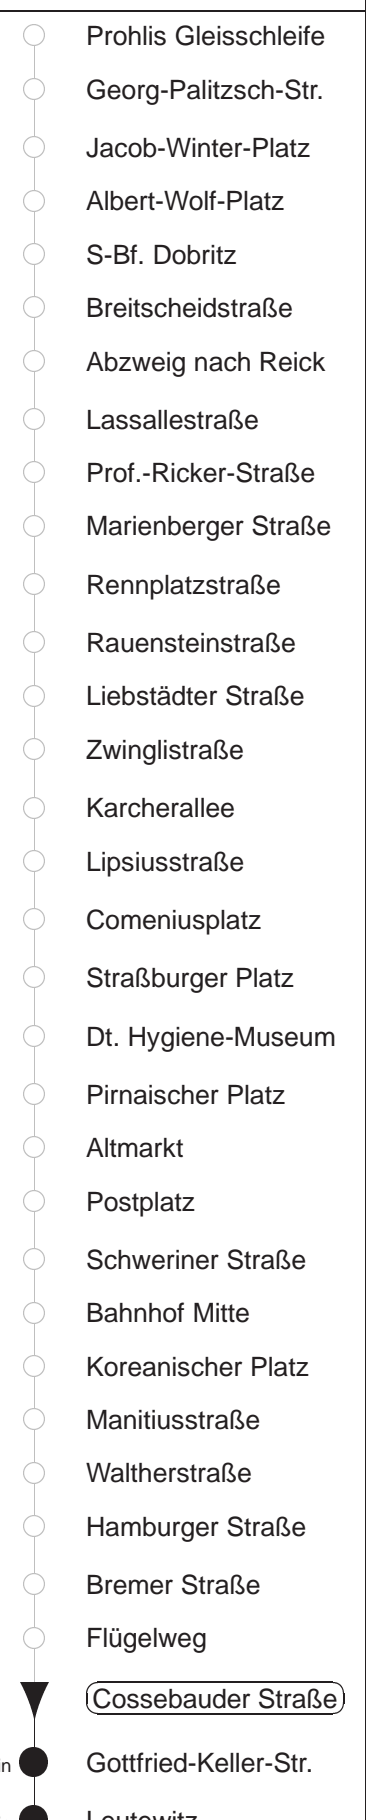 Prohlis Gleisschleife
Georg-Palitzsch-Str.
Jacob-Winter-Platz
Albert-Wolf-Platz
S-Bf. Dobritz
Breitscheidstraße
Abzweig nach Reick
Lassallestraße
Prof.-Ricker-Straße
Marienberger Straße
Rennplatzstraße
Rauensteinstraße
Liebstädter Straße
Zwinglistraße
Karcherallee
Lipsiusstraße
Comeniusplatz
Straßburger Platz
Dt. Hygiene-Museum
Pirnaischer Platz
Altmarkt
Postplatz
Schweriner Straße
Bahnhof Mitte
Koreanischer Platz
Manitiusstraße
Waltherstraße
Hamburger Straße
Bremer Straße
Flügelweg
Cossebauder Straße
Gottfried-Keller-Str.